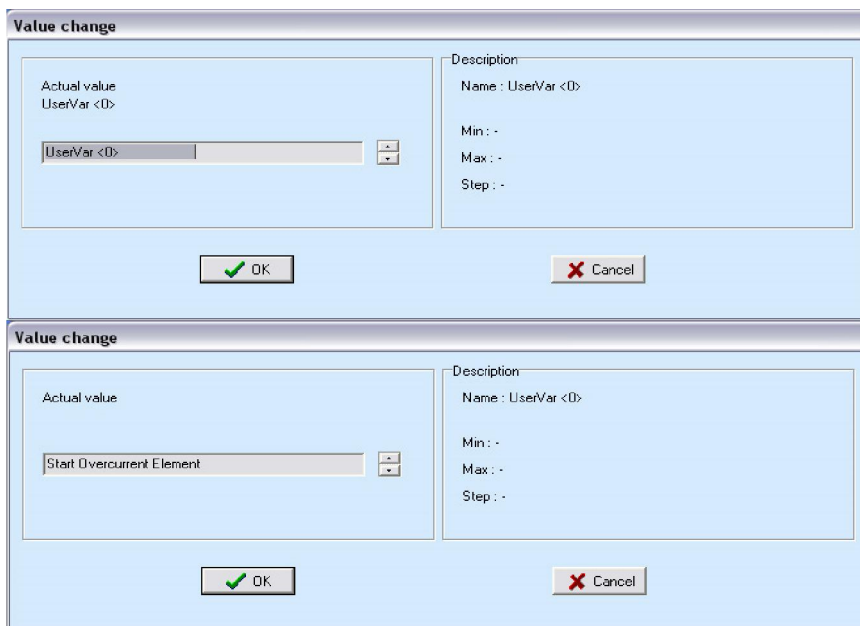 Value change
Actual value
UserVar <0>
UserVar <0>
Description
Name : UserVar <0>
Min : -
Max : -
Step : -
OK
Cancel
Value change
Actual value
Start Overcurrent Element
Description
Name : UserVar <0>
Min : -
Max : -
Step : -
OK
Cancel